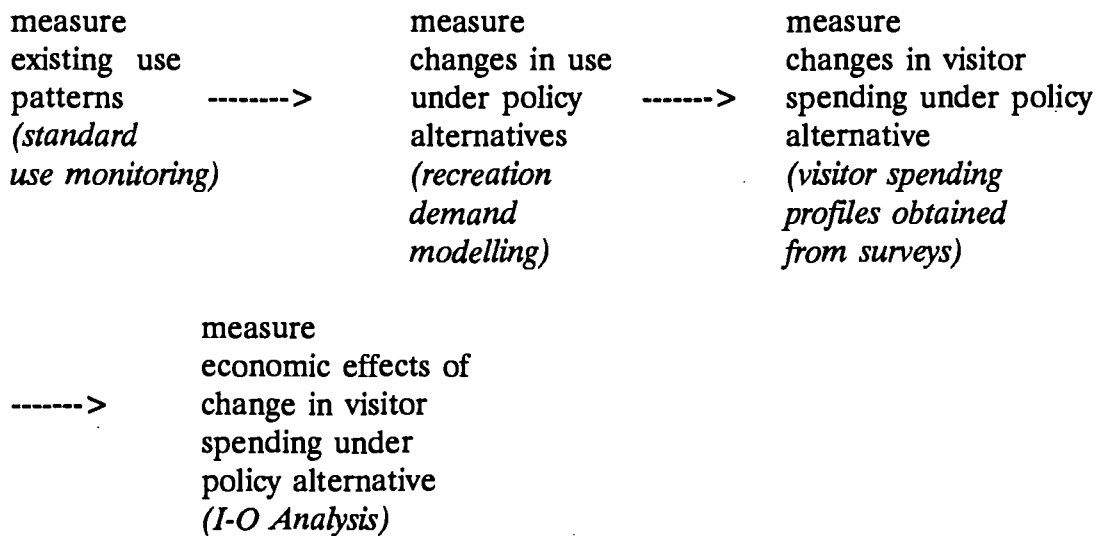 measure
existing use
patterns -------->
(standard
use monitoring)
measure
changes in use
under policy ------->
alternatives
(recreation
demand
modelling)
measure
changes in visitor
spending under policy
alternative
(visitor spending
profiles obtained
from surveys)
measure
economic effects of
-------> change in visitor
spending under
policy alternative
(I-O Analysis)